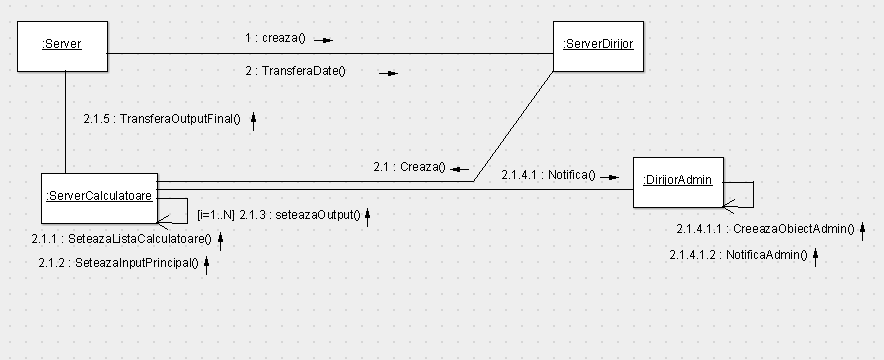 :Server
1 : creaza()
:ServerDirijor
2 : TransferaDate()
2.1.5 : TransferaOutputFinal()
2.1 : Creaza()
2.1.4.1 : Notifica()
:DirijorAdmin
:ServerCalculatoare
[i=1..N] 2.1.3 : seteazaOutput()
2.1.1 : SeteazaListaCalculatoare()
2.1.4.1.1 : CreeazaObiectAdmin()
2.1.2 : SeteazaInputPrincipal()
2.1.4.1.2 : NotificaAdmin()